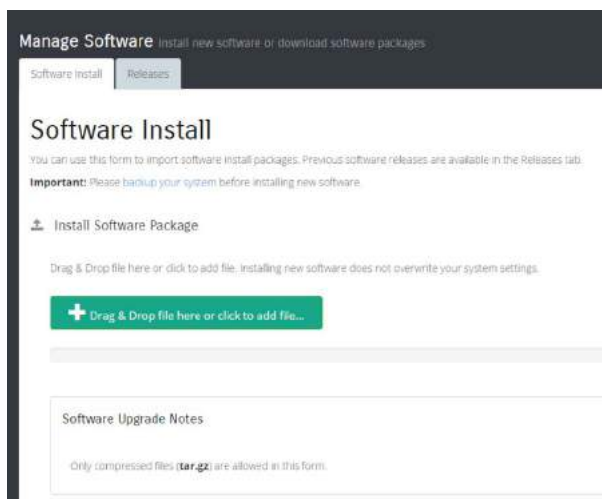 Manage Software Install new software or download software packages
Software Install Releases
Software Install
You can use this form to import software install packages. Previous software releases are available in the Releases tab.
Important: Please backup your system before installing new software.
Install Software Package
Drag & Drop file here or click to add file. Installing new software does not overwrite your system settings.
Drag & Drop file here or click to add file...
Software Upgrade Notes
Only compressed files (tar.gz) are allowed in this form.